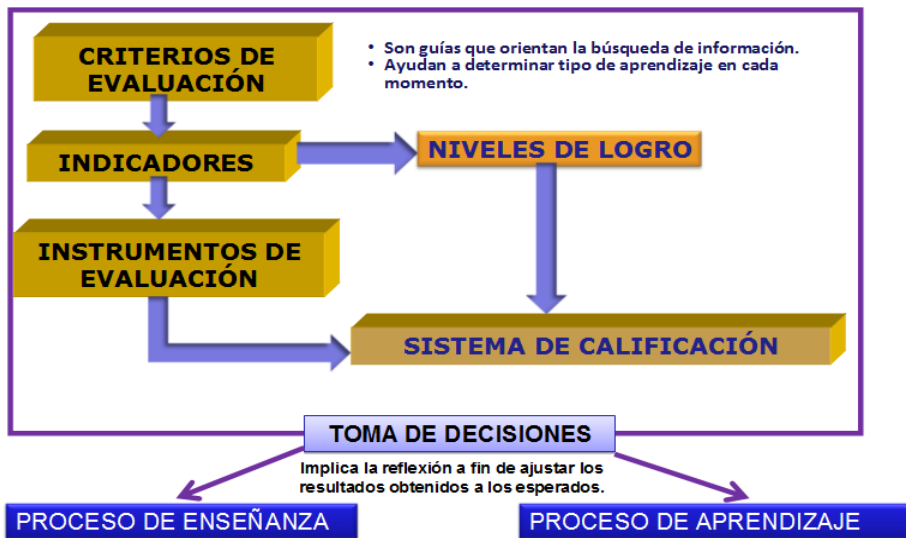 CRITERIOS DE
EVALUACIÓN
• Son guías que orientan la búsqueda de información.
• Ayudan a determinar tipo de aprendizaje en cada
momento.
INDICADORES
NIVELES DE LOGRO
INSTRUMENTOS DE
EVALUACIÓN
SISTEMA DE CALIFICACIÓN
TOMA DE DECISIONES
Implica la reflexión a fin de ajustar los
resultados obtenidos a los esperados.
PROCESO DE ENSEÑANZA
PROCESO DE APRENDIZAJE